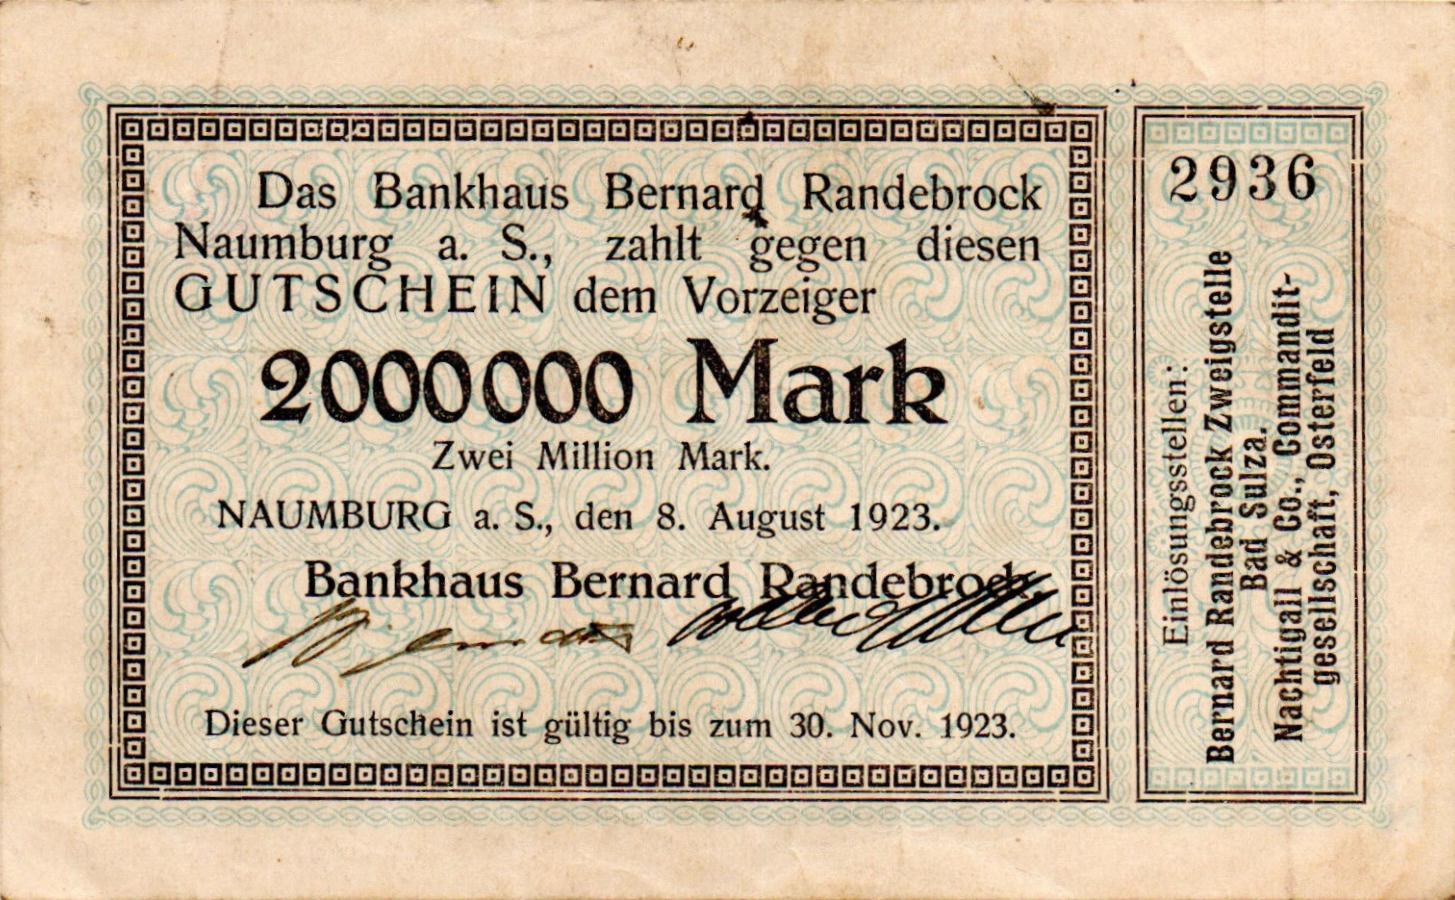 Das Bankhaus Bernard Randebrock
Naumburg a. S., zahlt gegen diesen
GUTSCHEIN dem Vorzeiger
2000000 Mark
Zwei Million Mark.
NAUMBURG a. S., den 8. August 1923.
Bankhaus Bernard Randebrock
Dieser Gutschein ist gültig bis zum 30. Nov. 1923.
2936
Einlösungsstellen:
Bernard Randebrock Zweigstelle
Bad Sulza.
Nachtigall & Co., Commandit-
gesellschaft, Osterfeld